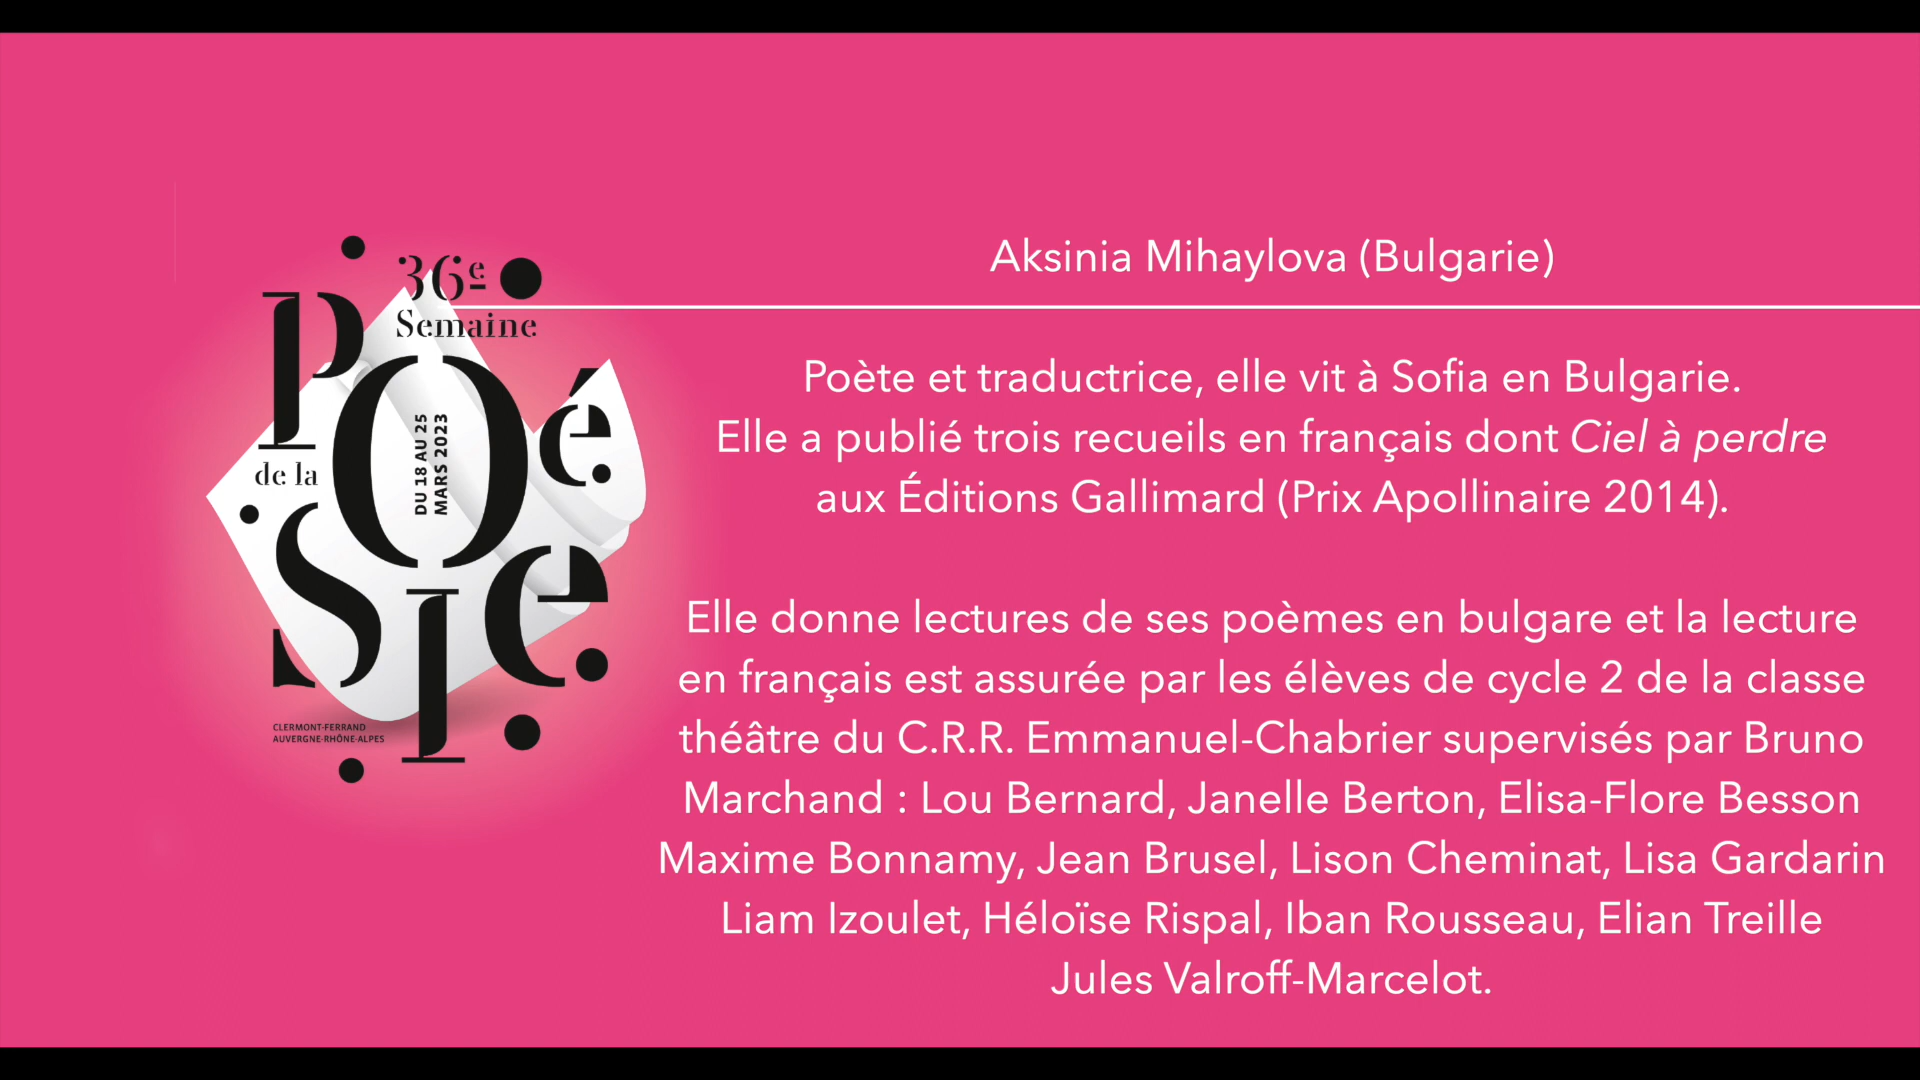 36e
Semaine
de la
Poésie
DU 18 AU 25
MARS 2023
CLERMONT-FERRAND
AUVERGNE-RHÔNE-ALPES
Aksinia Mihaylova (Bulgarie)
Poète et traductrice, elle vit à Sofia en Bulgarie.
Elle a publié trois recueils en français dont Ciel à perdre
aux Éditions Gallimard (Prix Apollinaire 2014).
Elle donne lectures de ses poèmes en bulgare et la lecture
en français est assurée par les élèves de cycle 2 de la classe
théâtre du C.R.R. Emmanuel-Chabrier supervisés par Bruno
Marchand : Lou Bernard, Janelle Berton, Elisa-Flore Besson
Maxime Bonnamy, Jean Brusel, Lison Cheminat, Lisa Gardarin
Liam Izoulet, Héloïse Rispal, Iban Rousseau, Elian Treille
Jules Valroff-Marcelot.